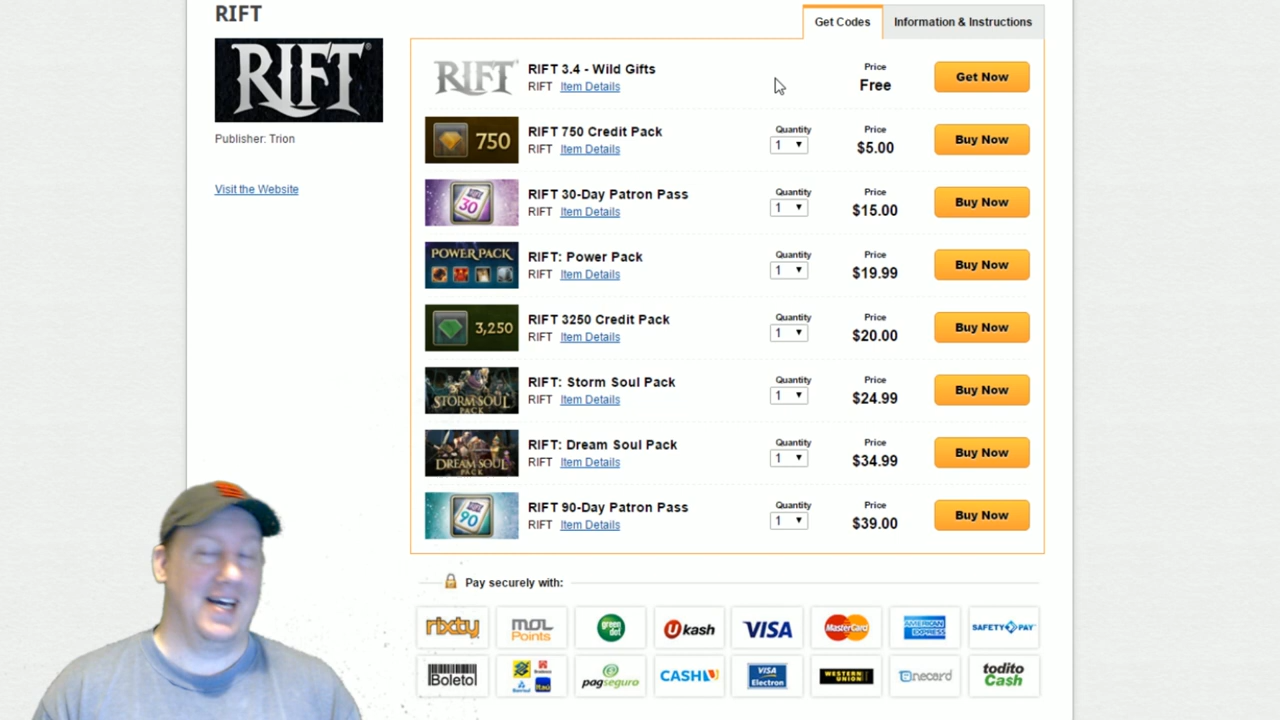 RIFT
Get Codes
Information & Instructions
RIFT®
Publisher: Trion
Visit the Website
RIFT®
RIFT 3.4 - Wild Gifts
RIFT Item Details
Price
Free
Get Now
750
RIFT 750 Credit Pack
RIFT Item Details
Quantity
1
Price
$5.00
Buy Now
30
RIFT 30-Day Patron Pass
RIFT Item Details
Quantity
1
Price
$15.00
Buy Now
POWER PACK
RIFT: Power Pack
RIFT Item Details
Quantity
1
Price
$19.99
Buy Now
3,250
RIFT 3250 Credit Pack
RIFT Item Details
Quantity
1
Price
$20.00
Buy Now
STORM SOUL
PACK
RIFT: Storm Soul Pack
RIFT Item Details
Quantity
1
Price
$24.99
Buy Now
DREAM SOUL
PACK
RIFT: Dream Soul Pack
RIFT Item Details
Quantity
1
Price
$34.99
Buy Now
90
RIFT 90-Day Patron Pass
RIFT Item Details
Quantity
1
Price
$39.00
Buy Now
Pay securely with:
rixty
MOL Points
green dot
Ukash
VISA
MasterCard
AMERICAN EXPRESS
SAFETYPAY
Boleto
pagseguro
CASHU
VISA Electron
WESTERN UNION
onecard
todito Cash